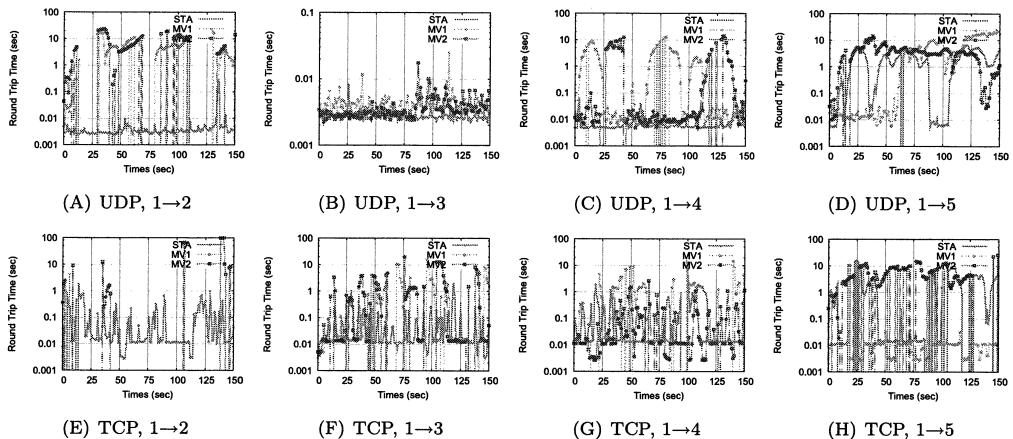 Round Trip Time (sec)
100
10
1
0.1
0.01
0.001
STA
MV1
MV2
0 25 50 75 100 125 150
Times (sec)
(A) UDP, 1→2
Round Trip Time (sec)
0.1
0.01
0.001
STA
MV1
MV2
0 25 50 75 100 125 150
Times (sec)
(B) UDP, 1→3
Round Trip Time (sec)
100
10
1
0.1
0.01
0.001
STA
MV1
MV2
0 25 50 75 100 125 150
Times (sec)
(C) UDP, 1→4
Round Trip Time (sec)
100
10
1
0.1
0.01
0.001
STA
MV1
MV2
0 25 50 75 100 125 150
Times (sec)
(D) UDP, 1→5
Round Trip Time (sec)
100
10
1
0.1
0.01
0.001
STA
MV1
MV2
0 25 50 75 100 125 150
Times (sec)
(E) TCP, 1→2
Round Trip Time (sec)
100
10
1
0.1
0.01
0.001
STA
MV1
MV2
0 25 50 75 100 125 150
Times (sec)
(F) TCP, 1→3
Round Trip Time (sec)
100
10
1
0.1
0.01
0.001
STA
MV1
MV2
0 25 50 75 100 125 150
Times (sec)
(G) TCP, 1→4
Round Trip Time (sec)
100
10
1
0.1
0.01
0.001
STA
MV1
MV2
0 25 50 75 100 125 150
Times (sec)
(H) TCP, 1→5